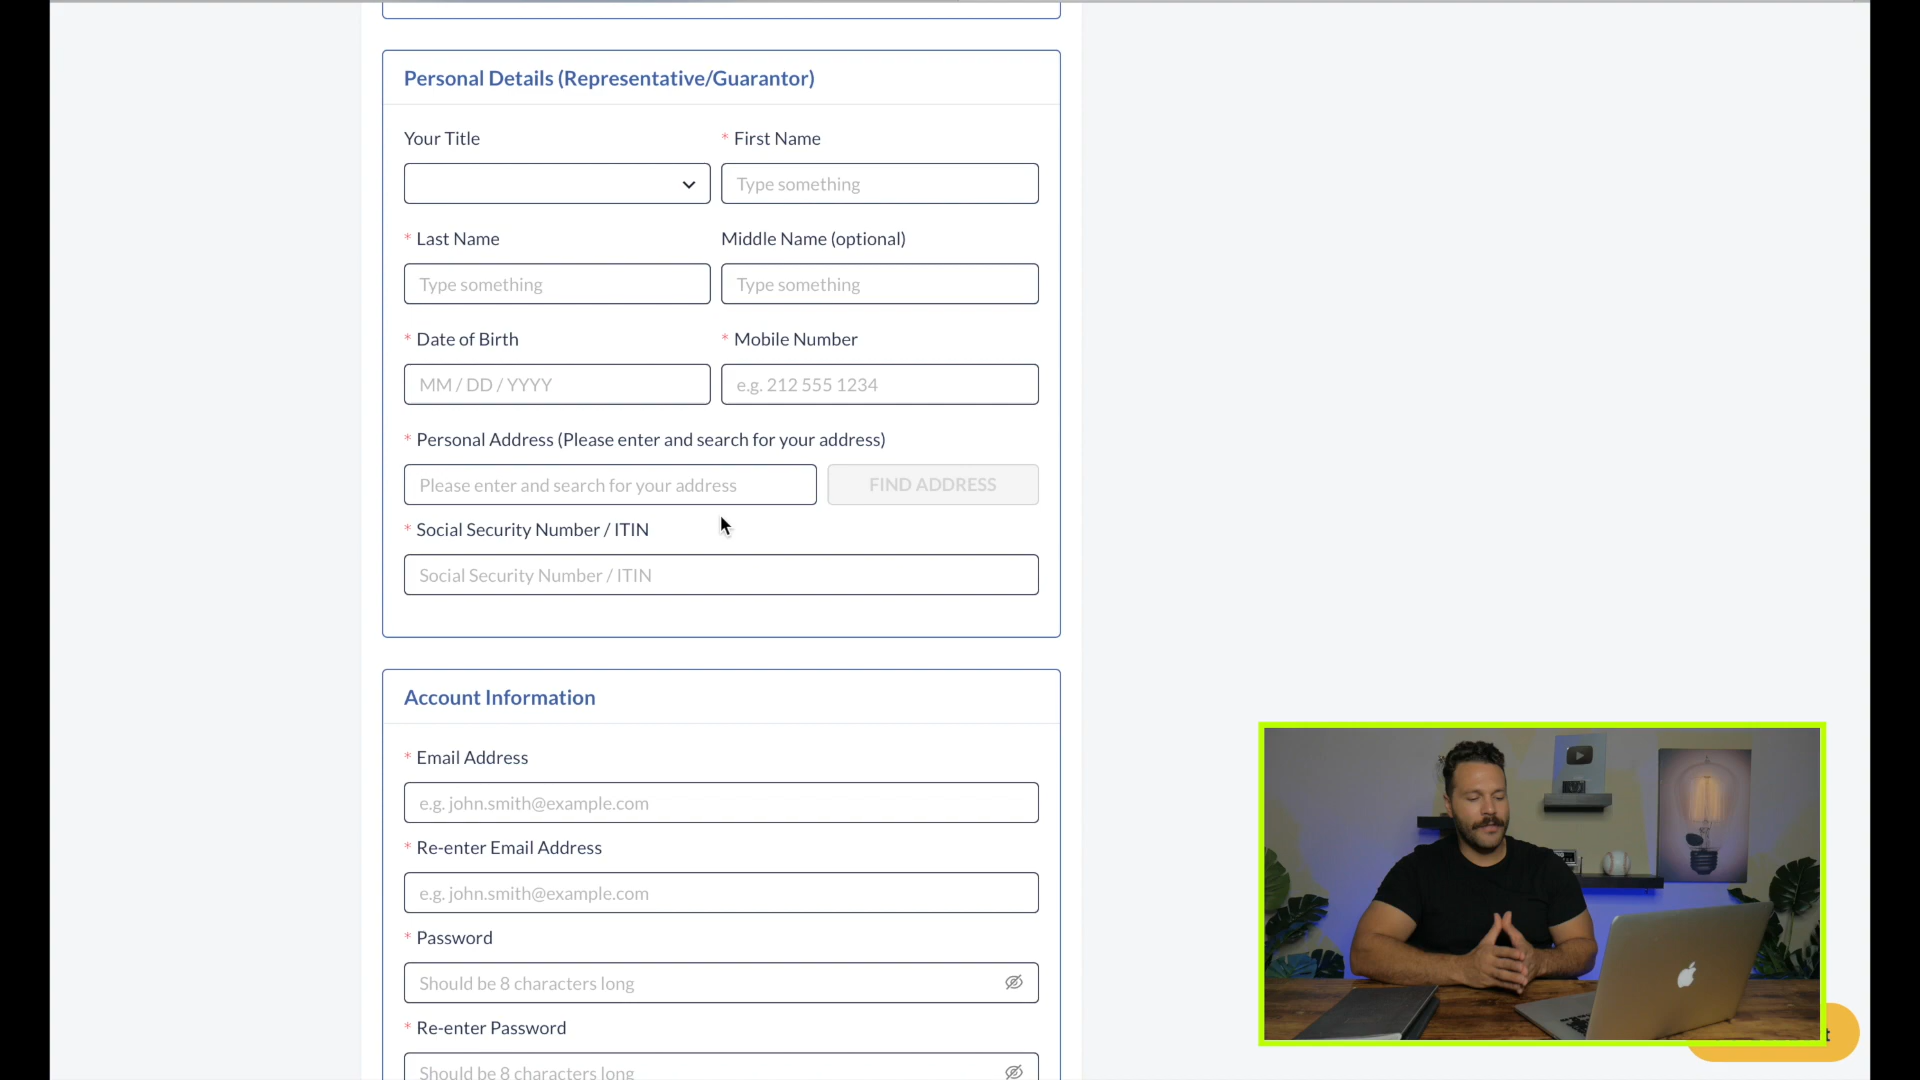 Personal Details (Representative/Guarantor)
Your Title
* First Name
Type something
* Last Name
Middle Name (optional)
Type something
Type something
* Date of Birth
* Mobile Number
MM / DD / YYYY
e.g. 212 555 1234
* Personal Address (Please enter and search for your address)
Please enter and search for your address
FIND ADDRESS
* Social Security Number / ITIN
Social Security Number / ITIN
Account Information
* Email Address
e.g. john.smith@example.com
* Re-enter Email Address
e.g. john.smith@example.com
* Password
Should be 8 characters long
* Re-enter Password
Should be 8 characters long